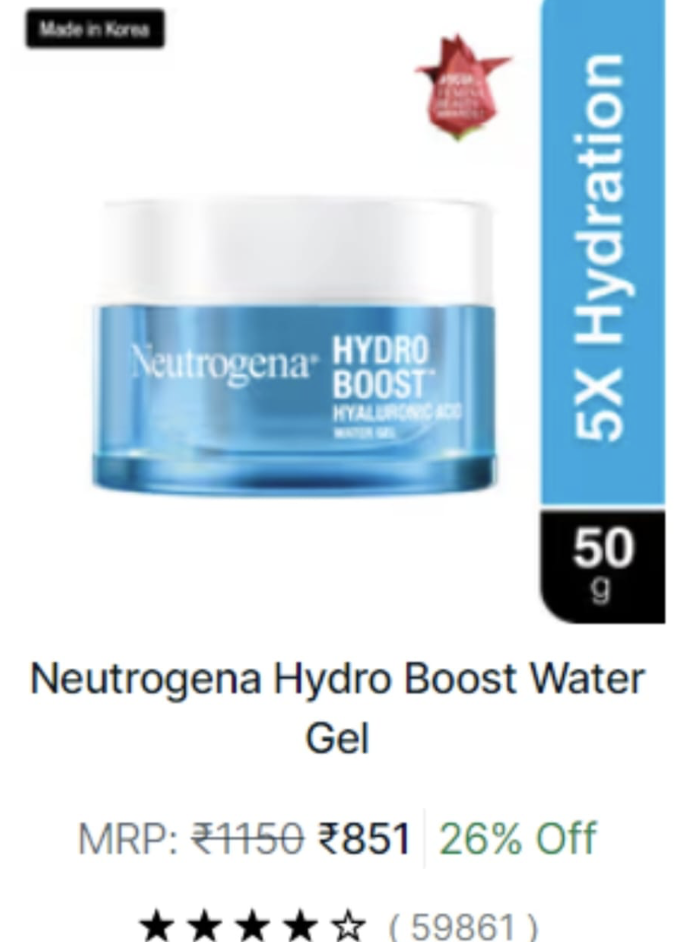 Made in Korea
5X Hydration
Neutrogena®
HYDRO
BOOST™
HYALURONIC ACID
WATER GEL
50
g
Neutrogena Hydro Boost Water
Gel
MRP: ₹1150 ₹851 26% Off
( 59861 )